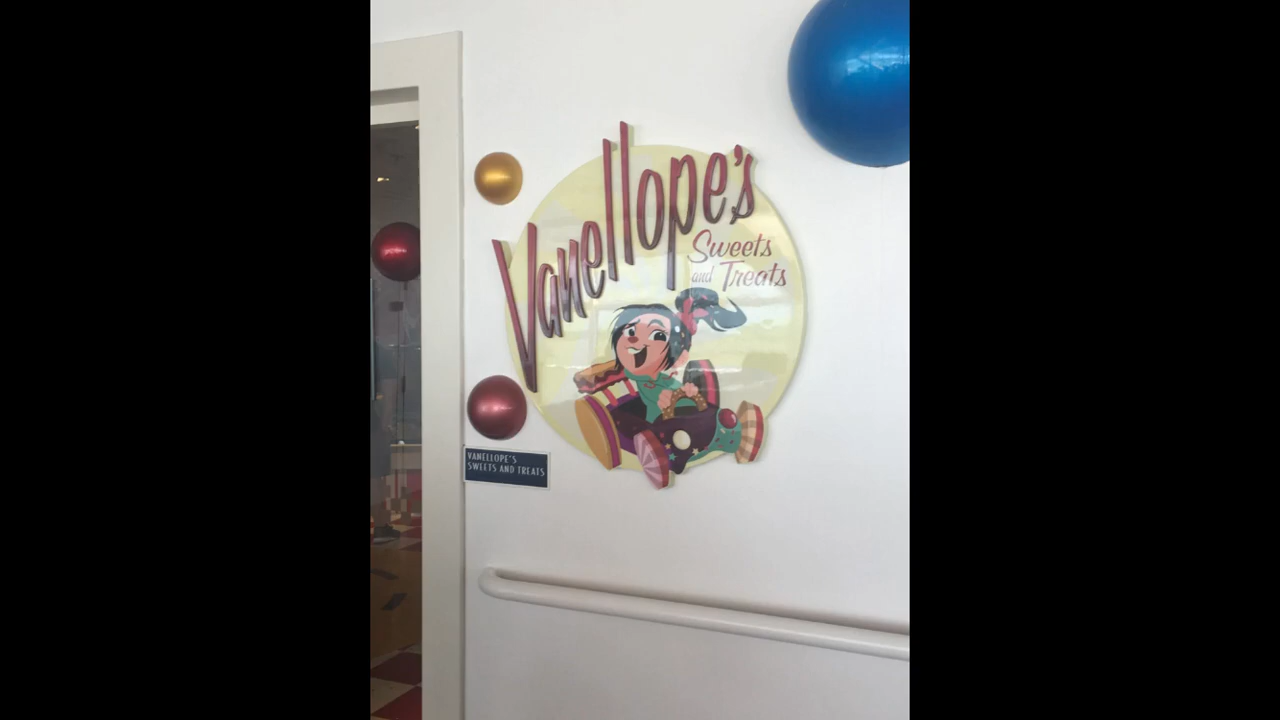 Vanellope's
Sweets
and Treats
VANELLOPE'S
SWEETS AND TREATS